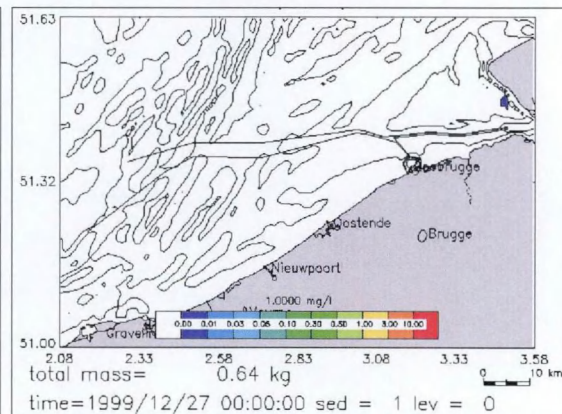 51.63
51.32
Oostende
Brugge
Nieuwpoort
1.0000 mg/l
0.00 0.01 0.03 0.05 0.10 0.30 0.50 1.00 3.00 10.00
51.00
2.08 2.33 2.58 2.83 3.08 3.33 3.58
total mass= 0.64 kg
0 10 km
time=1999/12/27 00:00:00 sed = 1 lev = 0